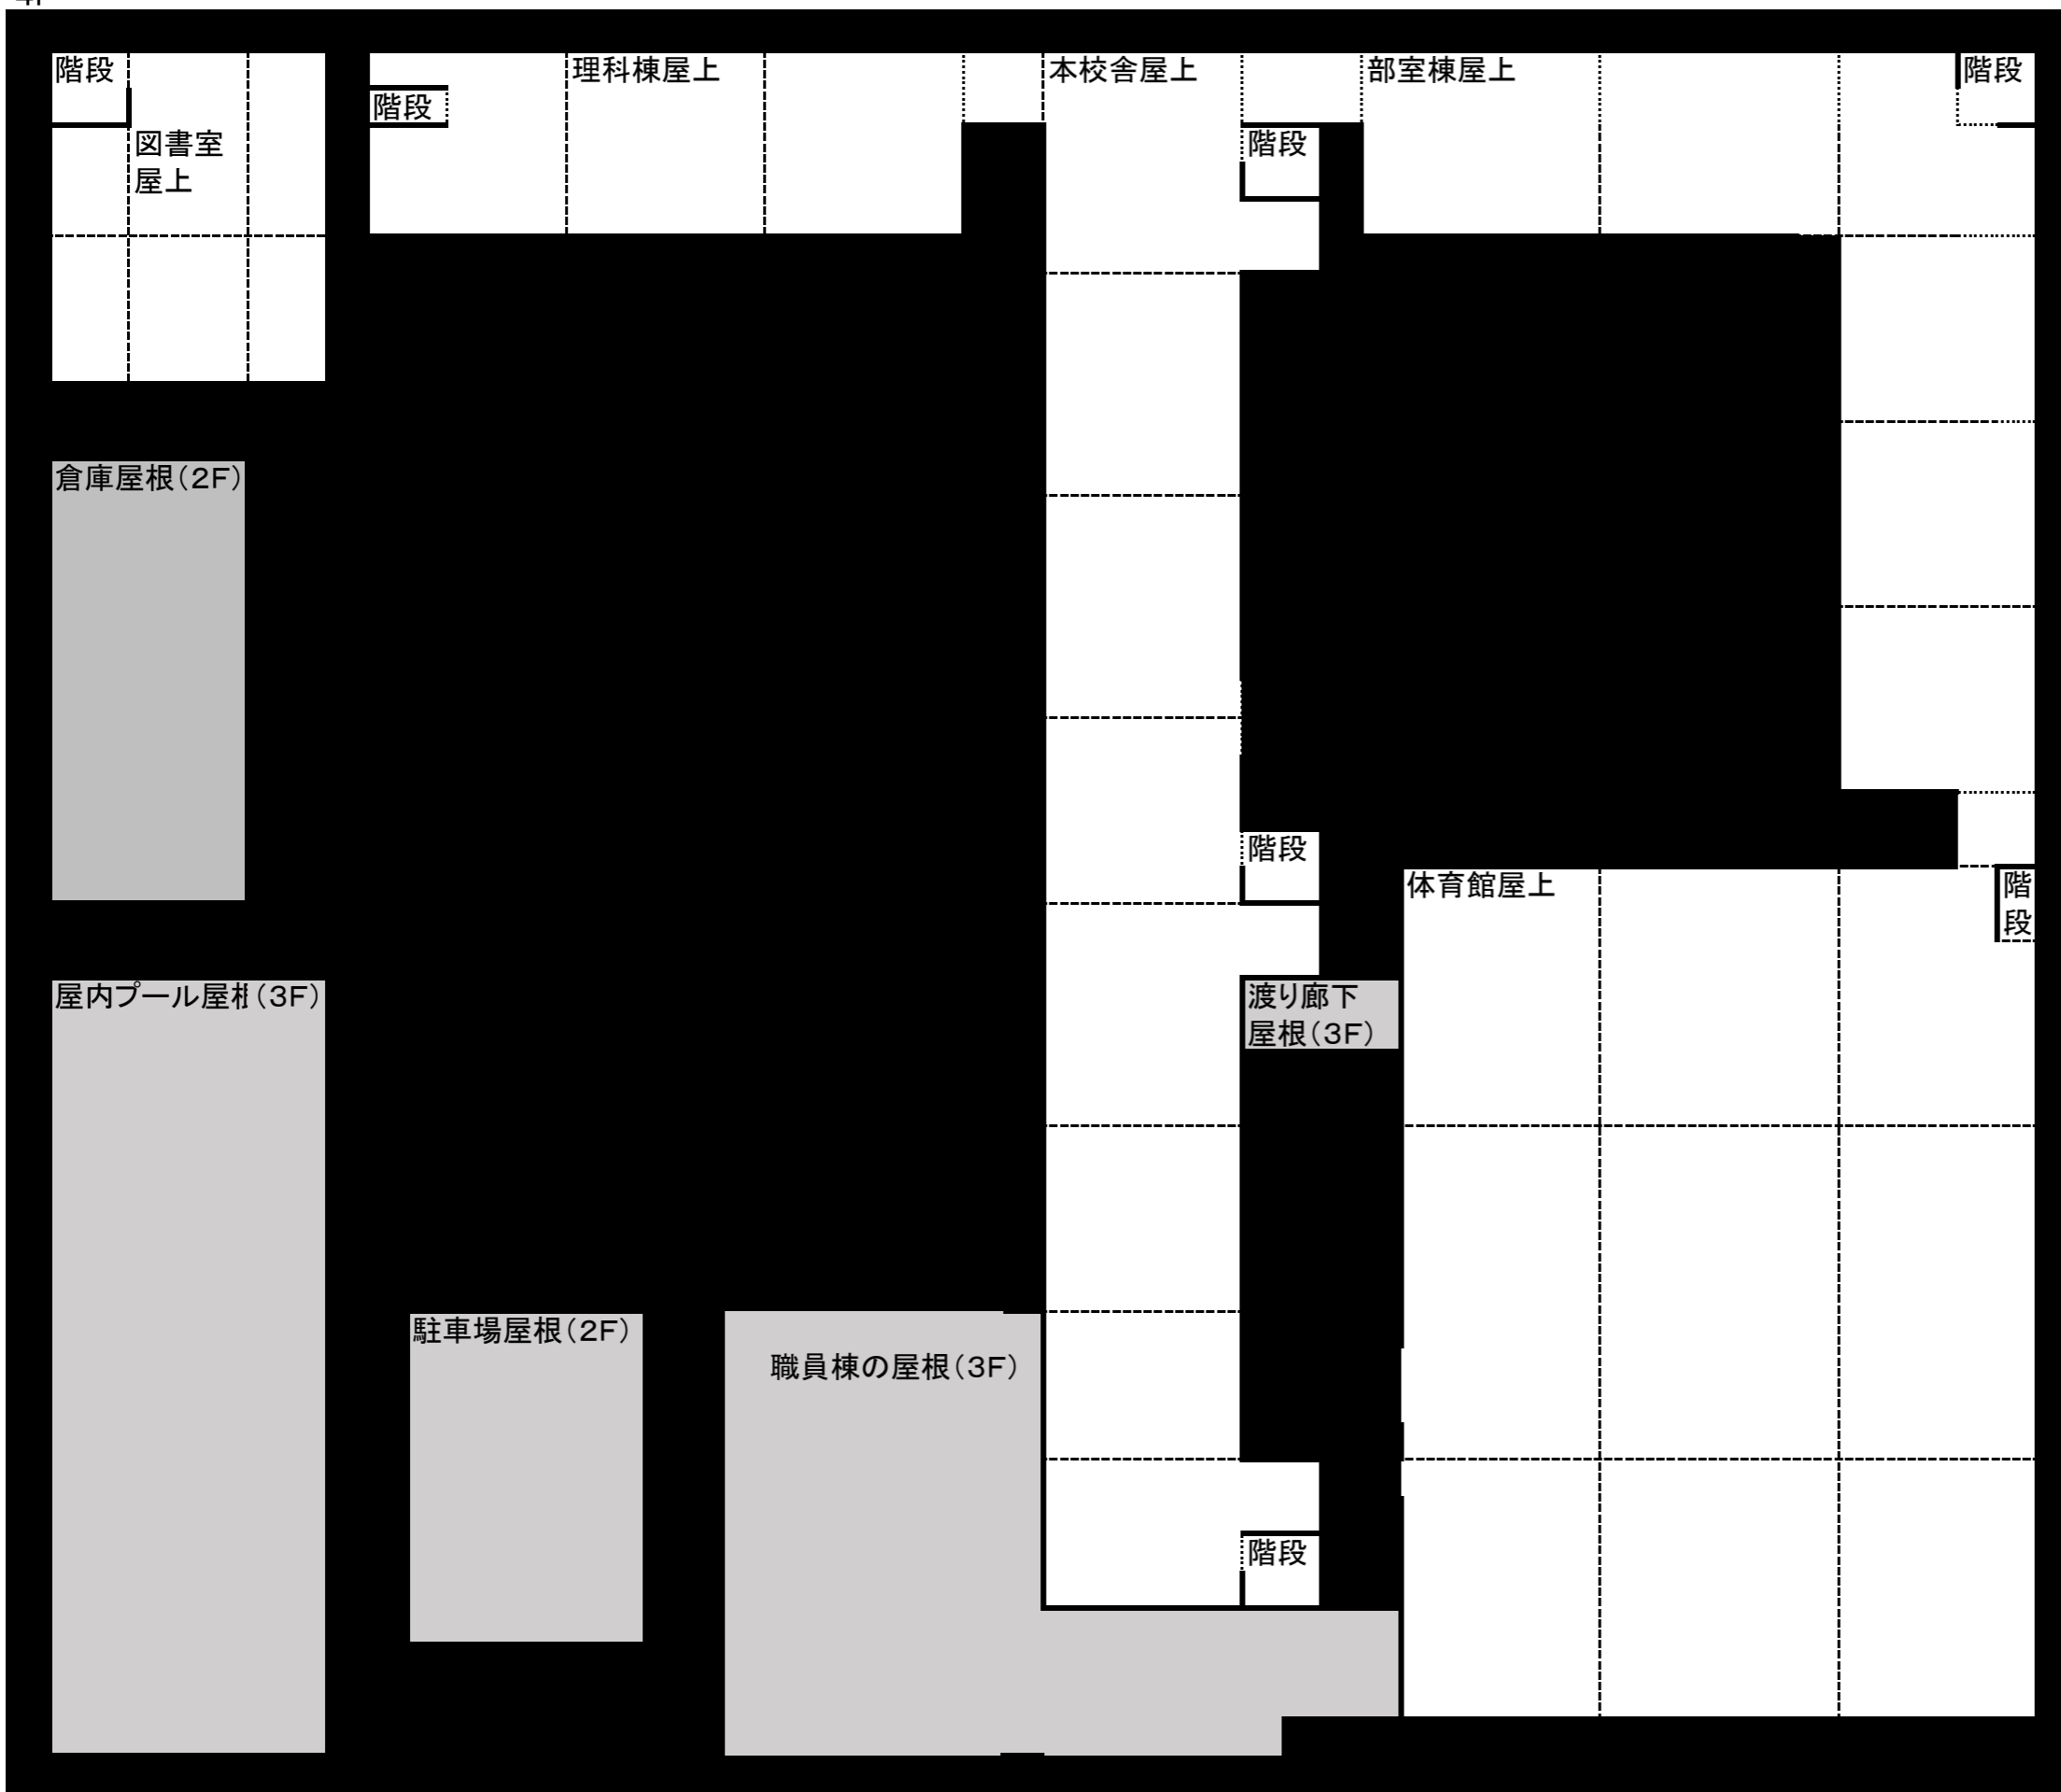 4F
階段
理科棟屋上
本校舎屋上
部室棟屋上
階段
階段
図書室
屋上
階段
倉庫屋根(2F)
階段
体育館屋上
階
段
屋内プール屋根(3F)
渡り廊下
屋根(3F)
駐車場屋根(2F)
職員棟の屋根(3F)
階段